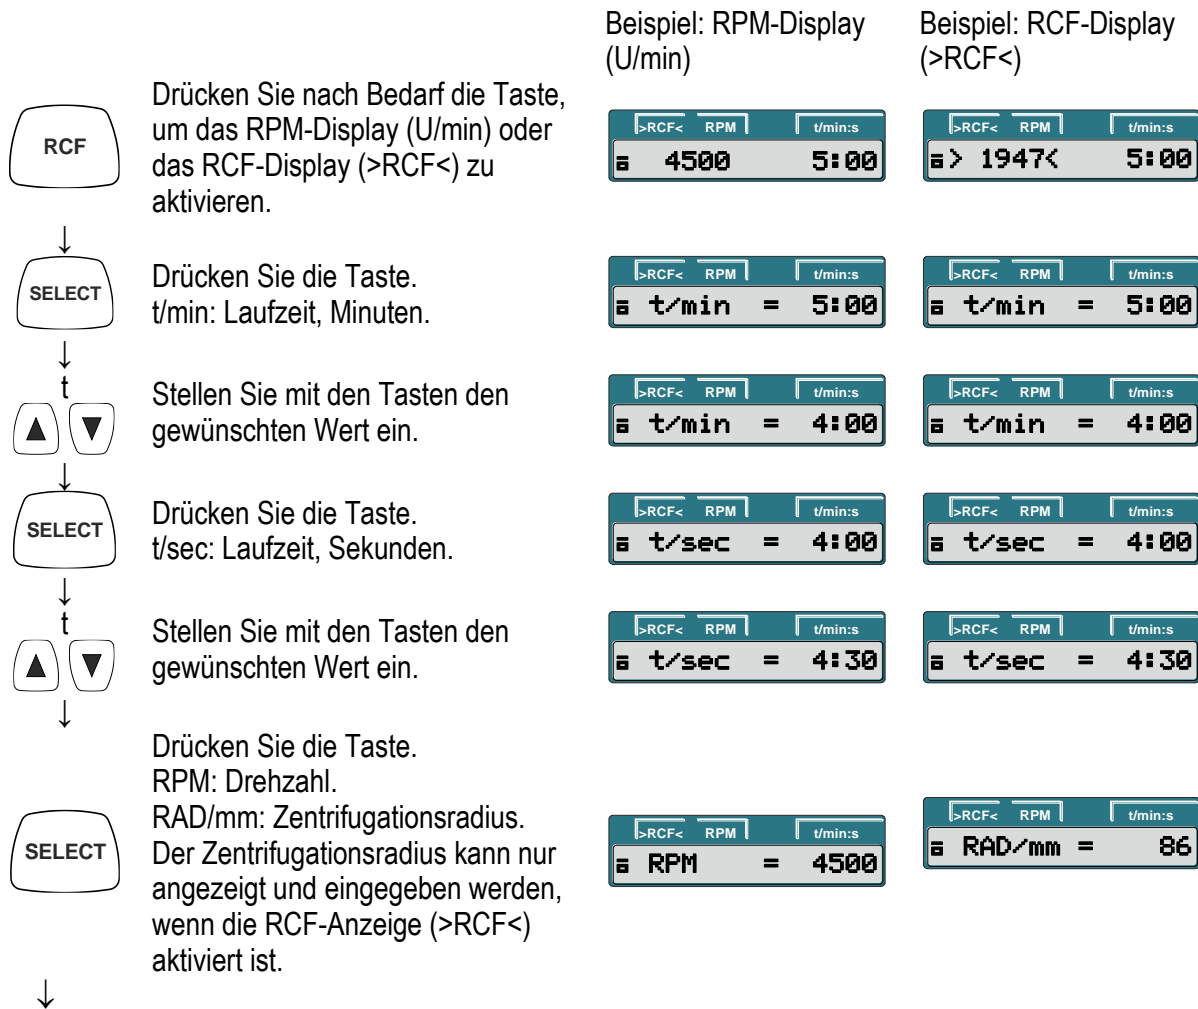 Beispiel: RPM-Display
(U/min)
Beispiel: RCF-Display
(>RCF<)
RCF
Drücken Sie nach Bedarf die Taste,
um das RPM-Display (U/min) oder
das RCF-Display (>RCF<) zu
aktivieren.
>RCF< RPM t/min:s
4500 5:00
>RCF< RPM t/min:s
> 1947< 5:00
↓
SELECT
Drücken Sie die Taste.
t/min: Laufzeit, Minuten.
>RCF< RPM t/min:s
t/min = 5:00
>RCF< RPM t/min:s
t/min = 5:00
↓
t
▲ ▼
Stellen Sie mit den Tasten den
gewünschten Wert ein.
>RCF< RPM t/min:s
t/min = 4:00
>RCF< RPM t/min:s
t/min = 4:00
↓
SELECT
Drücken Sie die Taste.
t/sec: Laufzeit, Sekunden.
>RCF< RPM t/min:s
t/sec = 4:00
>RCF< RPM t/min:s
t/sec = 4:00
↓
t
▲ ▼
Stellen Sie mit den Tasten den
gewünschten Wert ein.
>RCF< RPM t/min:s
t/sec = 4:30
>RCF< RPM t/min:s
t/sec = 4:30
↓
SELECT
Drücken Sie die Taste.
RPM: Drehzahl.
RAD/mm: Zentrifugationsradius.
Der Zentrifugationsradius kann nur
angezeigt und eingegeben werden,
wenn die RCF-Anzeige (>RCF<)
aktiviert ist.
>RCF< RPM t/min:s
RPM = 4500
>RCF< RPM t/min:s
RAD/mm = 86
↓